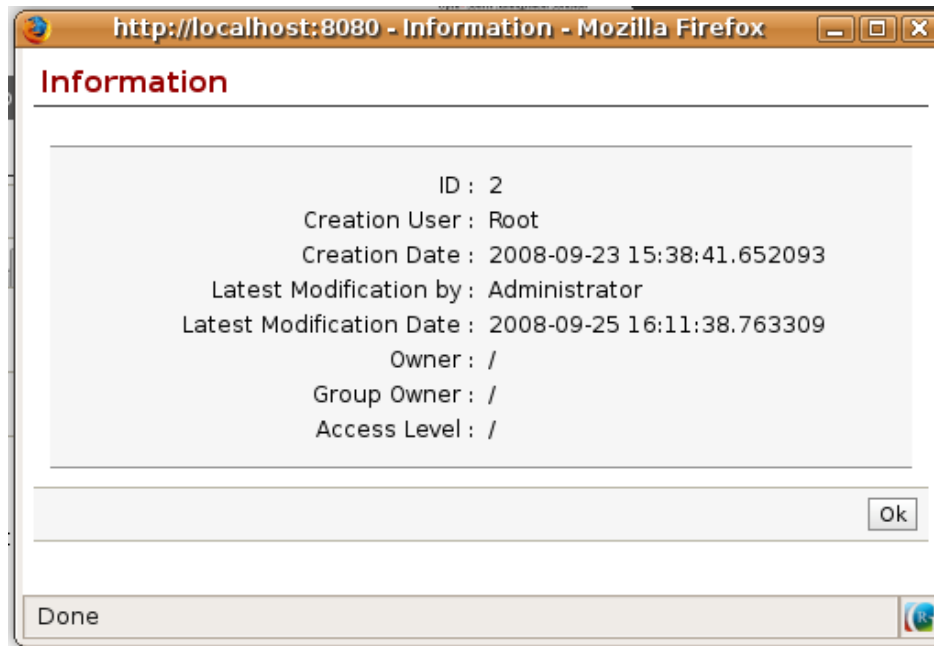 http://localhost:8080 - Information - Mozilla Firefox
Information
ID : 2
Creation User : Root
Creation Date : 2008-09-23 15:38:41.652093
Latest Modification by : Administrator
Latest Modification Date : 2008-09-25 16:11:38.763309
Owner : /
Group Owner : /
Access Level : /
Ok
Done